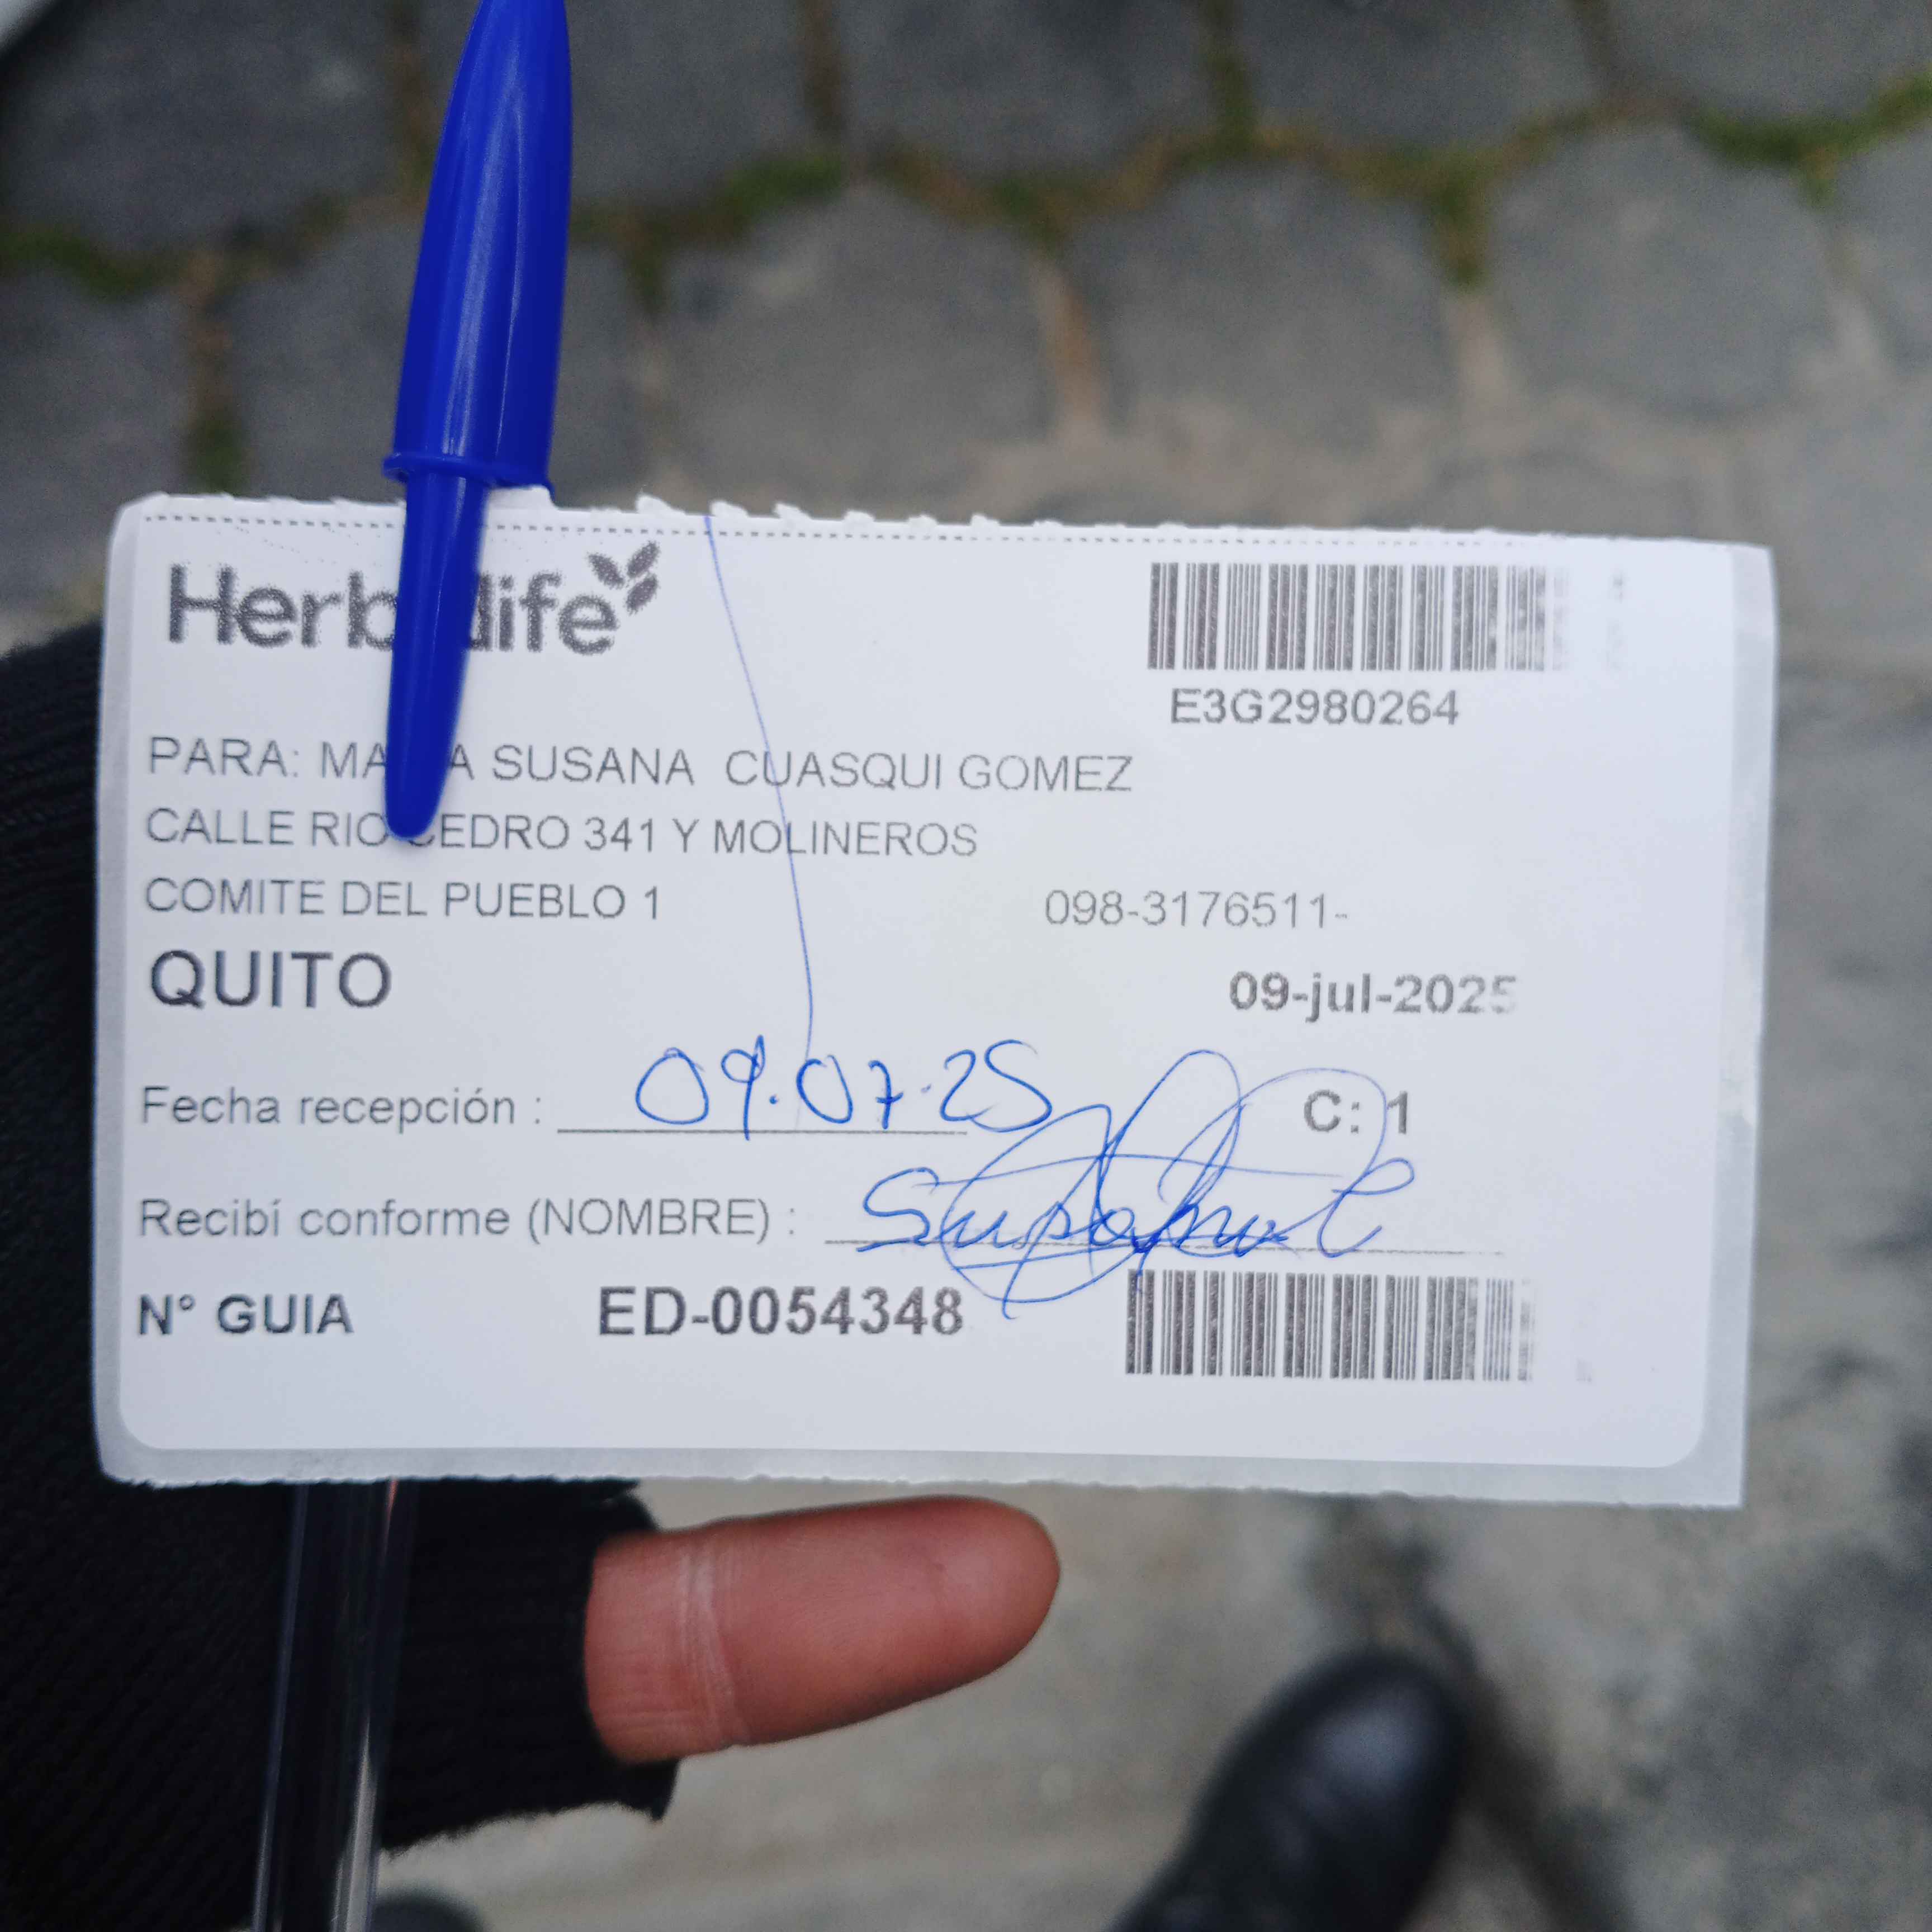 Herbalife
E3G2980264
PARA: SUSANA CUASQUI GOMEZ
CALLE RIO CEDRO 341 Y MOLINEROS
COMITE DEL PUEBLO 1 098-3176511-
QUITO
09-jul-2025
Fecha recepción : 09.07.25
C: 1
Recibí conforme (NOMBRE) :
N° GUIA ED-0054348